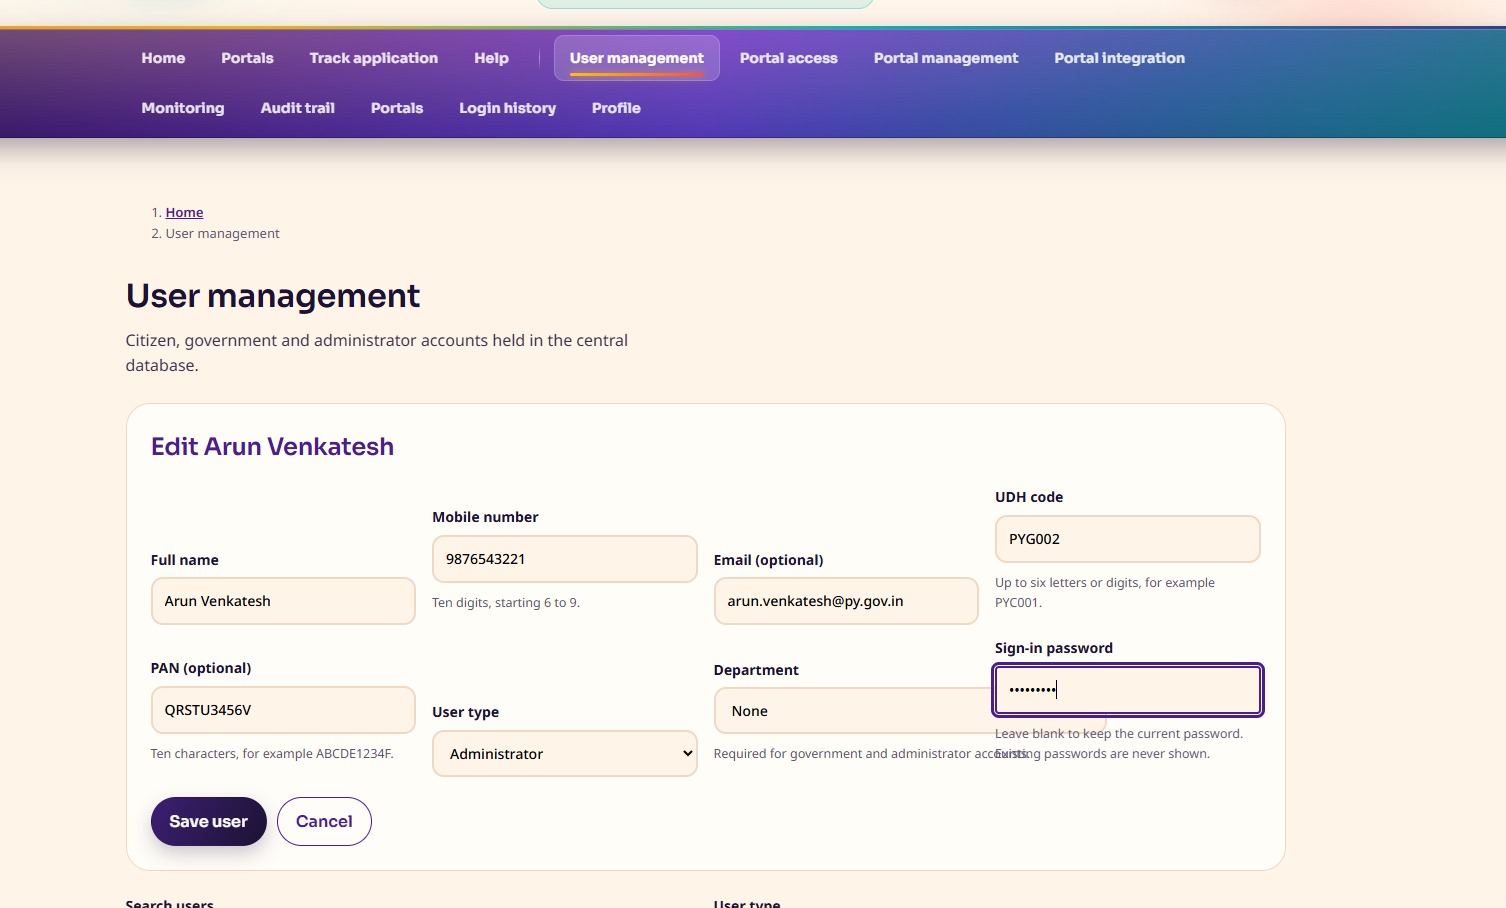 Home Portals Track application Help User management Portal access Portal management Portal integration
Monitoring Audit trail Portals Login history Profile
1. Home
2. User management
User management
Citizen, government and administrator accounts held in the central
database.
Edit Arun Venkatesh
Full name
Arun Venkatesh
Mobile number
9876543221
Ten digits, starting 6 to 9.
Email (optional)
arun.venkatesh@py.gov.in
UDH code
PYG002
Up to six letters or digits, for example
PYC001.
PAN (optional)
QRSTU3456V
Ten characters, for example ABCDE1234F.
User type
Administrator
Department
None
Required for government and administrator accounts.
Sign-in password
•••••••••
Leave blank to keep the current password.
Existing passwords are never shown.
Save user Cancel
Search users User type